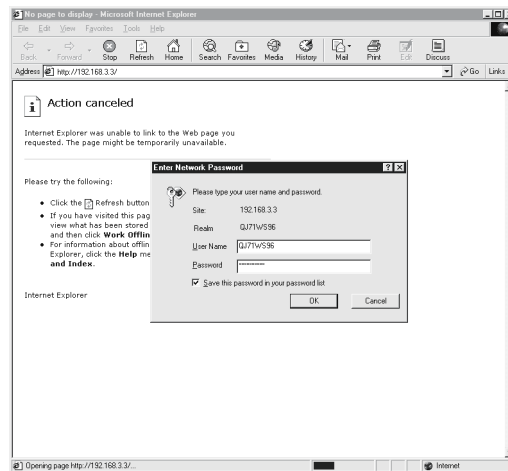 No page to display - Microsoft Internet Explorer
File Edit View Favorites Tools Help
Back Forward Stop Refresh Home Search Favorites Media History Mail Print Edit Discuss
Address http://192.168.3.3/ Go Links
Action canceled
Internet Explorer was unable to link to the Web page you
requested. The page might be temporarily unavailable.
Please try the following:
Click the Refresh button
If you have visited this pag
view what has been stored
and then click Work Offlin
For information about offlin
Explorer, click the Help me
and Index.
Internet Explorer
Enter Network Password
Please type your user name and password.
Site: 192.168.3.3
Realm QJ71WS96
User Name QJ71WS96
Password
Save this password in your password list
OK Cancel
Opening page http://192.168.3.3/... Internet